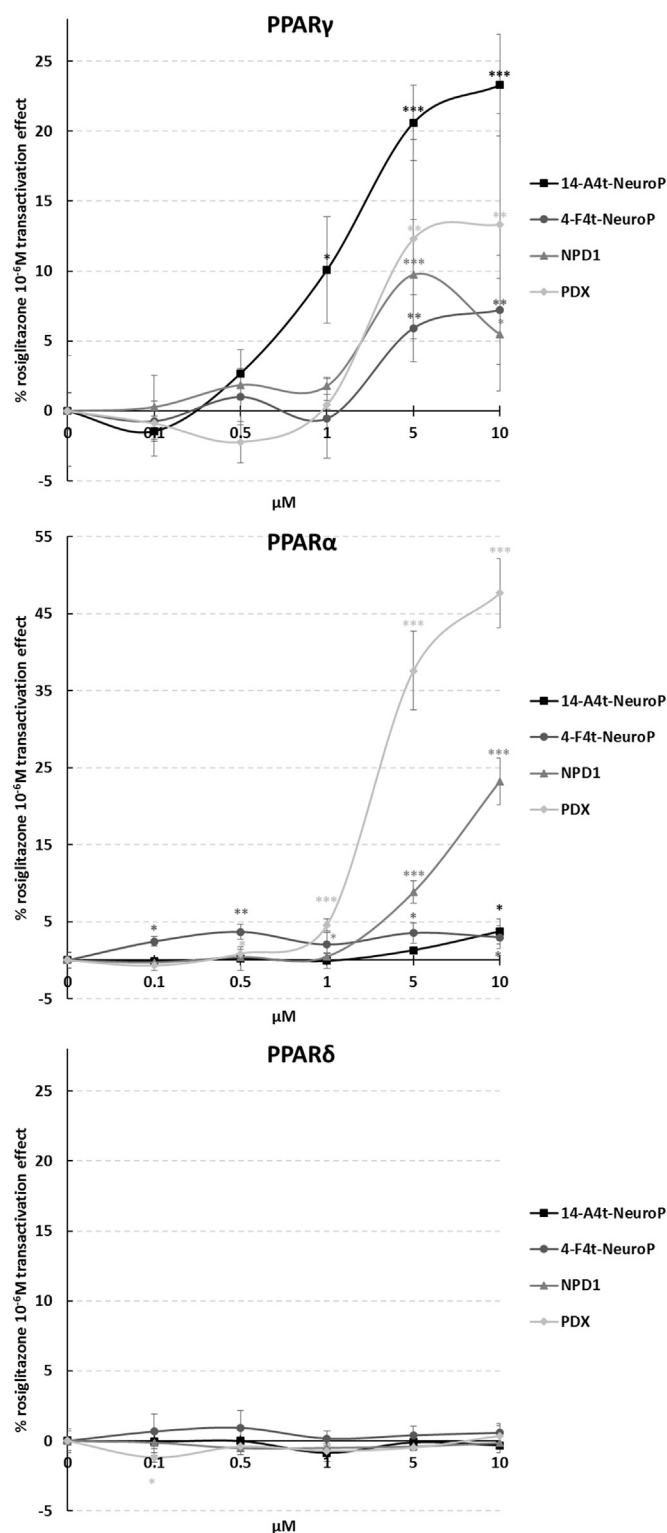 PPARγ
% rosiglitazone 10⁻⁶M transactivation effect
25
20
15
10
5
0
-5
0 0.1 0.5 1 5 10
µM
* *** ***
** **
*** *
** **
14-A4t-NeuroP
4-F4t-NeuroP
NPD1
PDX
PPARα
% rosiglitazone 10⁻⁶M transactivation effect
55
45
35
25
15
5
-5
0 0.1 0.5 1 5 10
µM
* ** * * *
*** *** ***
*** ***
* *
14-A4t-NeuroP
4-F4t-NeuroP
NPD1
PDX
PPARδ
% rosiglitazone 10⁻⁶M transactivation effect
25
20
15
10
5
0
-5
0 0.1 0.5 1 5 10
*
µM
14-A4t-NeuroP
4-F4t-NeuroP
NPD1
PDX